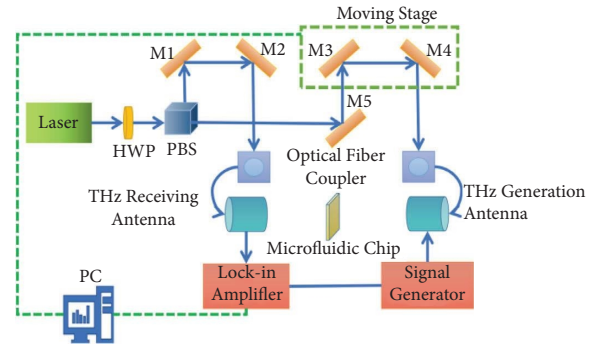 Moving Stage
M1
M2
M3
M4
M5
Laser
HWP
PBS
Optical Fiber
Coupler
THz Receiving
Antenna
THz Generation
Antenna
Microfluidic Chip
PC
Lock-in
Amplifler
Signal
Generator